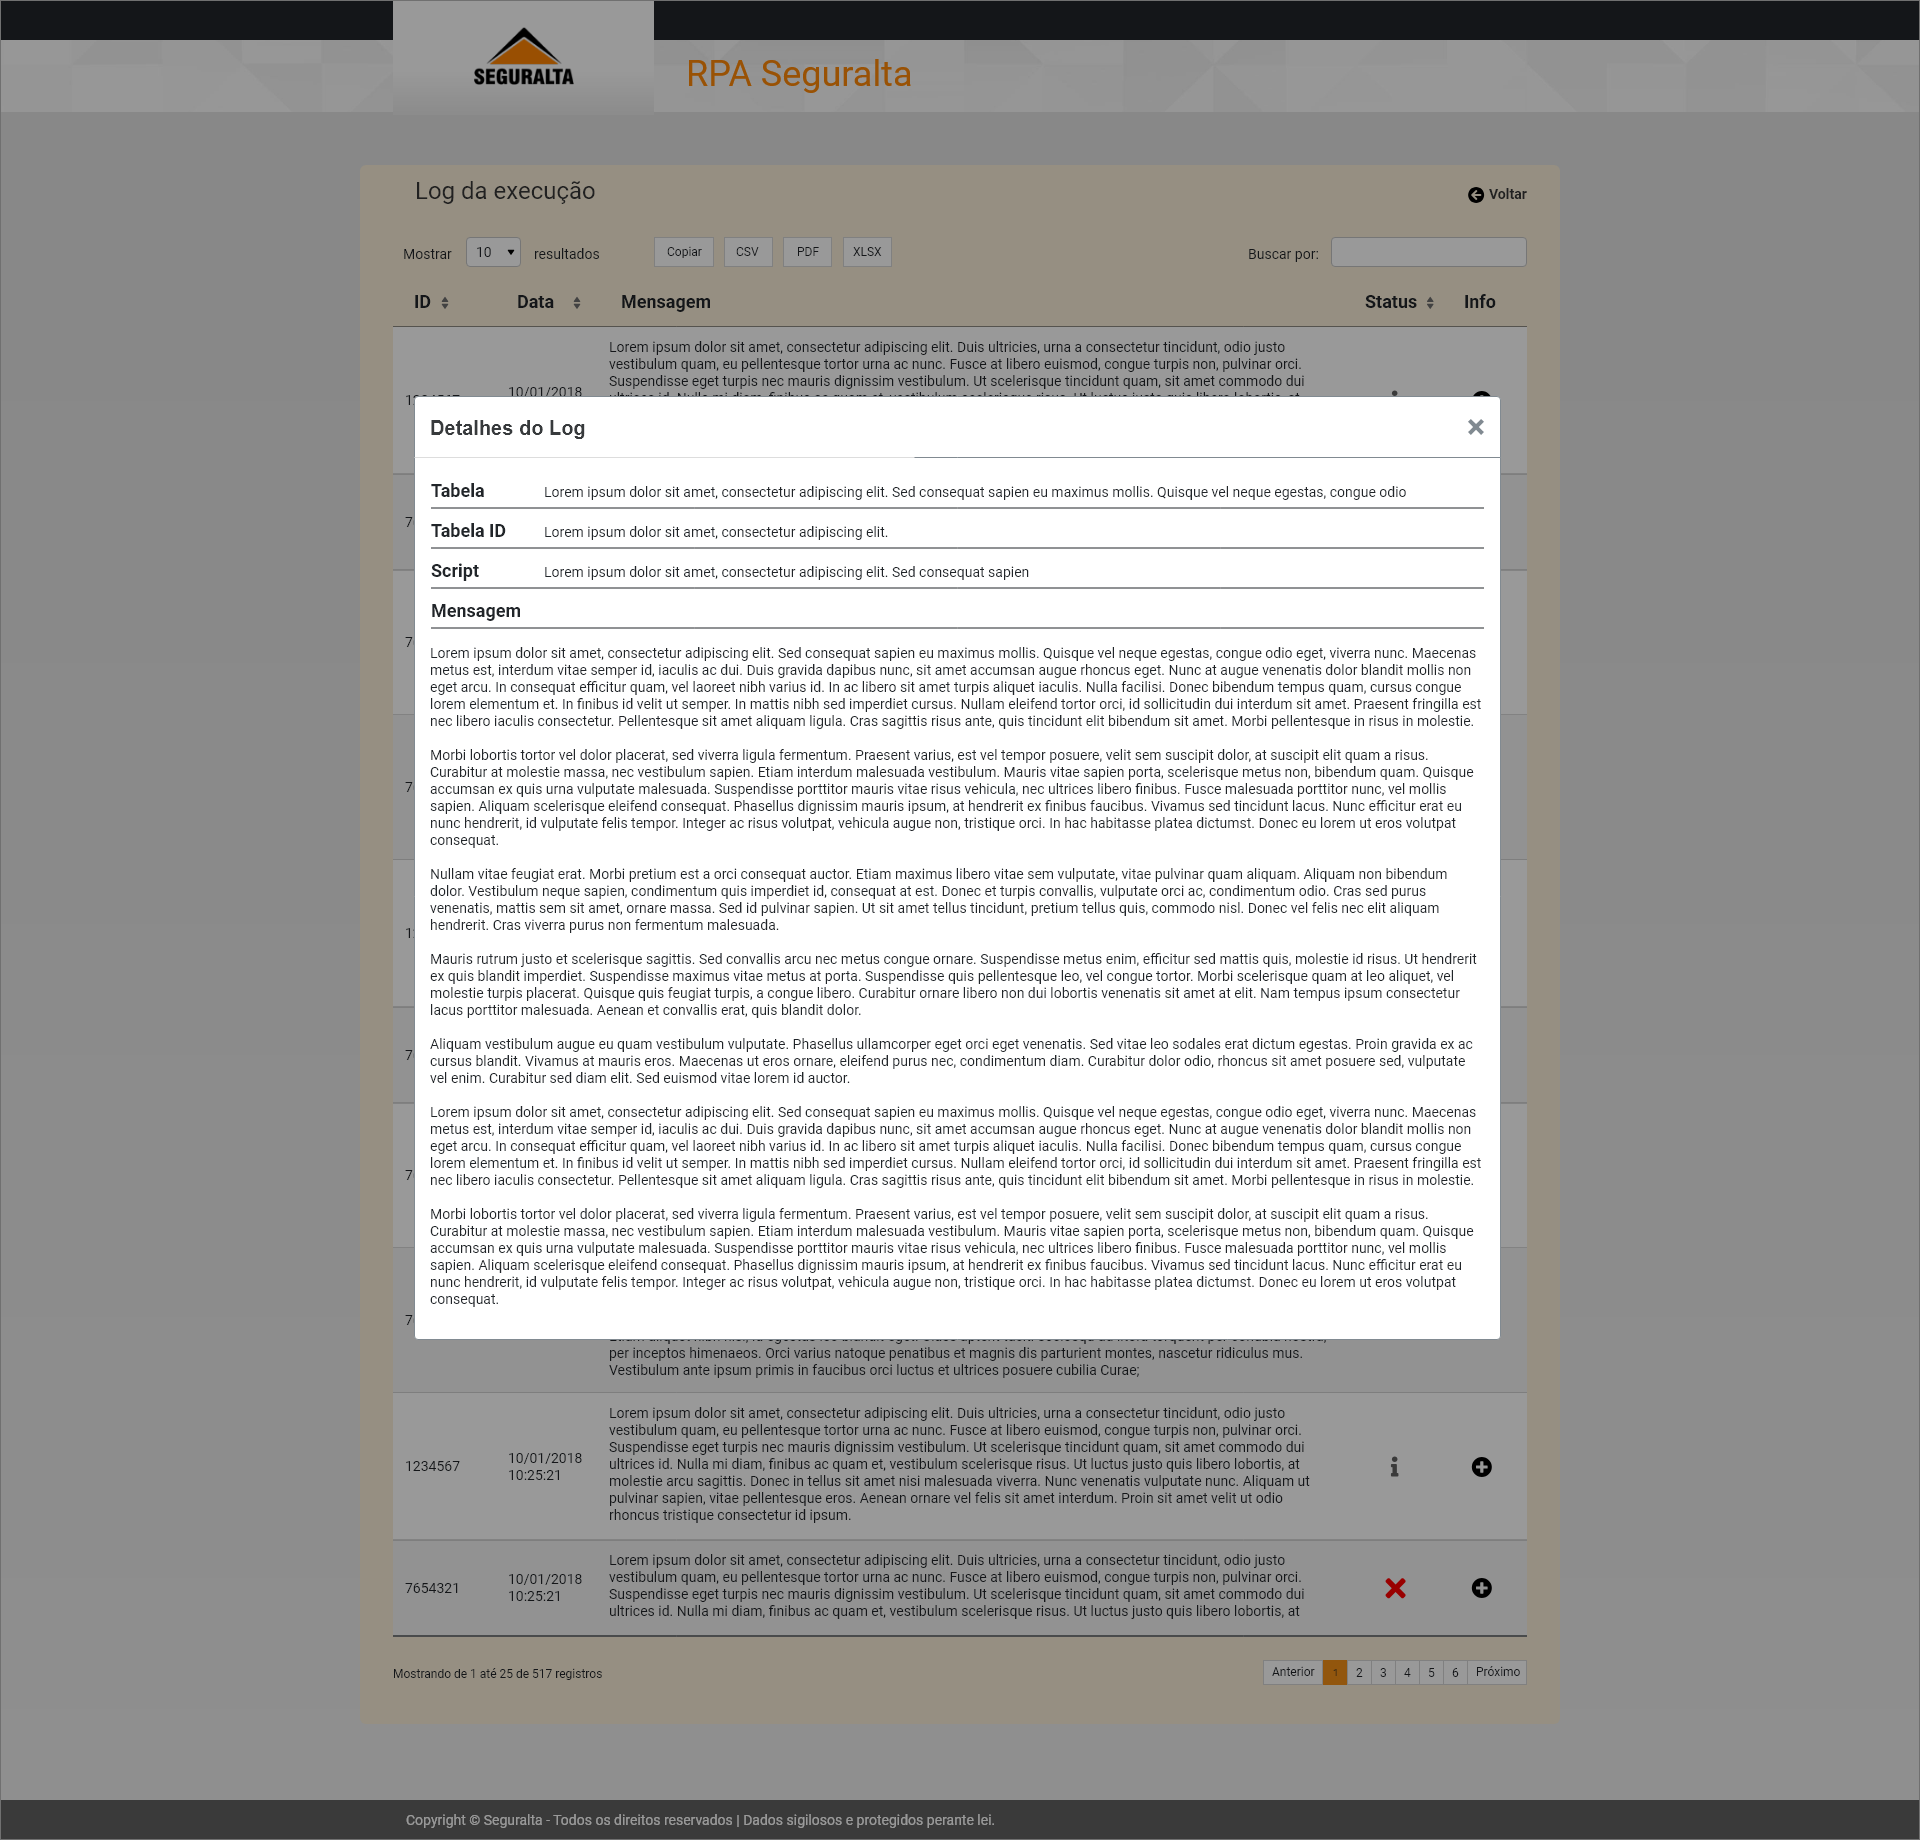 SEGURALTA
RPA Seguralta
Log da execução
Voltar
Mostrar 10 resultados Copiar CSV PDF XLSX Buscar por:
ID Data Mensagem Status Info
Lorem ipsum dolor sit amet, consectetur adipiscing elit. Duis ultricies, urna a consectetur tincidunt, odio justo
vestibulum quam, eu pellentesque tortor urna ac nunc. Fusce at libero euismod, congue turpis non, pulvinar orci.
Suspendisse eget turpis nec mauris dignissim vestibulum. Ut scelerisque tincidunt quam, sit amet commodo dui
10/01/2018
Detalhes do Log
Tabela Lorem ipsum dolor sit amet, consectetur adipiscing elit. Sed consequat sapien eu maximus mollis. Quisque vel neque egestas, congue odio
Tabela ID Lorem ipsum dolor sit amet, consectetur adipiscing elit.
Script Lorem ipsum dolor sit amet, consectetur adipiscing elit. Sed consequat sapien
Mensagem
Lorem ipsum dolor sit amet, consectetur adipiscing elit. Sed consequat sapien eu maximus mollis. Quisque vel neque egestas, congue odio eget, viverra nunc. Maecenas
metus est, interdum vitae semper id, iaculis ac dui. Duis gravida dapibus nunc, sit amet accumsan augue rhoncus eget. Nunc at augue venenatis dolor blandit mollis non
eget arcu. In consequat efficitur quam, vel laoreet nibh varius id. In ac libero sit amet turpis aliquet iaculis. Nulla facilisi. Donec bibendum tempus quam, cursus congue
lorem elementum et. In finibus id velit ut semper. In mattis nibh sed imperdiet cursus. Nullam eleifend tortor orci, id sollicitudin dui interdum sit amet. Praesent fringilla est
nec libero iaculis consectetur. Pellentesque sit amet aliquam ligula. Cras sagittis risus ante, quis tincidunt elit bibendum sit amet. Morbi pellentesque in risus in molestie.
Morbi lobortis tortor vel dolor placerat, sed viverra ligula fermentum. Praesent varius, est vel tempor posuere, velit sem suscipit dolor, at suscipit elit quam a risus.
Curabitur at molestie massa, nec vestibulum sapien. Etiam interdum malesuada vestibulum. Mauris vitae sapien porta, scelerisque metus non, bibendum quam. Quisque
accumsan ex quis urna vulputate malesuada. Suspendisse porttitor mauris vitae risus vehicula, nec ultrices libero finibus. Fusce malesuada porttitor nunc, vel mollis
sapien. Aliquam scelerisque eleifend consequat. Phasellus dignissim mauris ipsum, at hendrerit ex finibus faucibus. Vivamus sed tincidunt lacus. Nunc efficitur erat eu
nunc hendrerit, id vulputate felis tempor. Integer ac risus volutpat, vehicula augue non, tristique orci. In hac habitasse platea dictumst. Donec eu lorem ut eros volutpat
consequat.
Nullam vitae feugiat erat. Morbi pretium est a orci consequat auctor. Etiam maximus libero vitae sem vulputate, vitae pulvinar quam aliquam. Aliquam non bibendum
dolor. Vestibulum neque sapien, condimentum quis imperdiet id, consequat at est. Donec et turpis convallis, vulputate orci ac, condimentum odio. Cras sed purus
venenatis, mattis sem sit amet, ornare massa. Sed id pulvinar sapien. Ut sit amet tellus tincidunt, pretium tellus quis, commodo nisl. Donec vel felis nec elit aliquam
hendrerit. Cras viverra purus non fermentum malesuada.
Mauris rutrum justo et scelerisque sagittis. Sed convallis arcu nec metus congue ornare. Suspendisse metus enim, efficitur sed mattis quis, molestie id risus. Ut hendrerit
ex quis blandit imperdiet. Suspendisse maximus vitae metus at porta. Suspendisse quis pellentesque leo, vel congue tortor. Morbi scelerisque quam at leo aliquet, vel
molestie turpis placerat. Quisque quis feugiat turpis, a congue libero. Curabitur ornare libero non dui lobortis venenatis sit amet at elit. Nam tempus ipsum consectetur
lacus porttitor malesuada. Aenean et convallis erat, quis blandit dolor.
Aliquam vestibulum augue eu quam vestibulum vulputate. Phasellus ullamcorper eget orci eget venenatis. Sed vitae leo sodales erat dictum egestas. Proin gravida ex ac
cursus blandit. Vivamus at mauris eros. Maecenas ut eros ornare, eleifend purus nec, condimentum diam. Curabitur dolor odio, rhoncus sit amet posuere sed, vulputate
vel enim. Curabitur sed diam elit. Sed euismod vitae lorem id auctor.
Lorem ipsum dolor sit amet, consectetur adipiscing elit. Sed consequat sapien eu maximus mollis. Quisque vel neque egestas, congue odio eget, viverra nunc. Maecenas
metus est, interdum vitae semper id, iaculis ac dui. Duis gravida dapibus nunc, sit amet accumsan augue rhoncus eget. Nunc at augue venenatis dolor blandit mollis non
eget arcu. In consequat efficitur quam, vel laoreet nibh varius id. In ac libero sit amet turpis aliquet iaculis. Nulla facilisi. Donec bibendum tempus quam, cursus congue
lorem elementum et. In finibus id velit ut semper. In mattis nibh sed imperdiet cursus. Nullam eleifend tortor orci, id sollicitudin dui interdum sit amet. Praesent fringilla est
nec libero iaculis consectetur. Pellentesque sit amet aliquam ligula. Cras sagittis risus ante, quis tincidunt elit bibendum sit amet. Morbi pellentesque in risus in molestie.
Morbi lobortis tortor vel dolor placerat, sed viverra ligula fermentum. Praesent varius, est vel tempor posuere, velit sem suscipit dolor, at suscipit elit quam a risus.
Curabitur at molestie massa, nec vestibulum sapien. Etiam interdum malesuada vestibulum. Mauris vitae sapien porta, scelerisque metus non, bibendum quam. Quisque
accumsan ex quis urna vulputate malesuada. Suspendisse porttitor mauris vitae risus vehicula, nec ultrices libero finibus. Fusce malesuada porttitor nunc, vel mollis
sapien. Aliquam scelerisque eleifend consequat. Phasellus dignissim mauris ipsum, at hendrerit ex finibus faucibus. Vivamus sed tincidunt lacus. Nunc efficitur erat eu
nunc hendrerit, id vulputate felis tempor. Integer ac risus volutpat, vehicula augue non, tristique orci. In hac habitasse platea dictumst. Donec eu lorem ut eros volutpat
consequat.
per inceptos himenaeos. Orci varius natoque penatibus et magnis dis parturient montes, nascetur ridiculus mus.
Vestibulum ante ipsum primis in faucibus orci luctus et ultrices posuere cubilia Curae;
1234567
10/01/2018
10:25:21
Lorem ipsum dolor sit amet, consectetur adipiscing elit. Duis ultricies, urna a consectetur tincidunt, odio justo
vestibulum quam, eu pellentesque tortor urna ac nunc. Fusce at libero euismod, congue turpis non, pulvinar orci.
Suspendisse eget turpis nec mauris dignissim vestibulum. Ut scelerisque tincidunt quam, sit amet commodo dui
ultrices id. Nulla mi diam, finibus ac quam et, vestibulum scelerisque risus. Ut luctus justo quis libero lobortis, at
molestie arcu sagittis. Donec in tellus sit amet nisi malesuada viverra. Nunc venenatis vulputate nunc. Aliquam ut
pulvinar sapien, vitae pellentesque eros. Aenean ornare vel felis sit amet interdum. Proin sit amet velit ut odio
rhoncus tristique consectetur id ipsum.
7654321
10/01/2018
10:25:21
Lorem ipsum dolor sit amet, consectetur adipiscing elit. Duis ultricies, urna a consectetur tincidunt, odio justo
vestibulum quam, eu pellentesque tortor urna ac nunc. Fusce at libero euismod, congue turpis non, pulvinar orci.
Suspendisse eget turpis nec mauris dignissim vestibulum. Ut scelerisque tincidunt quam, sit amet commodo dui
ultrices id. Nulla mi diam, finibus ac quam et, vestibulum scelerisque risus. Ut luctus justo quis libero lobortis, at
Mostrando de 1 até 25 de 517 registros
Anterior 1 2 3 4 5 6 Próximo
Copyright © Seguralta - Todos os direitos reservados | Dados sigilosos e protegidos perante lei.